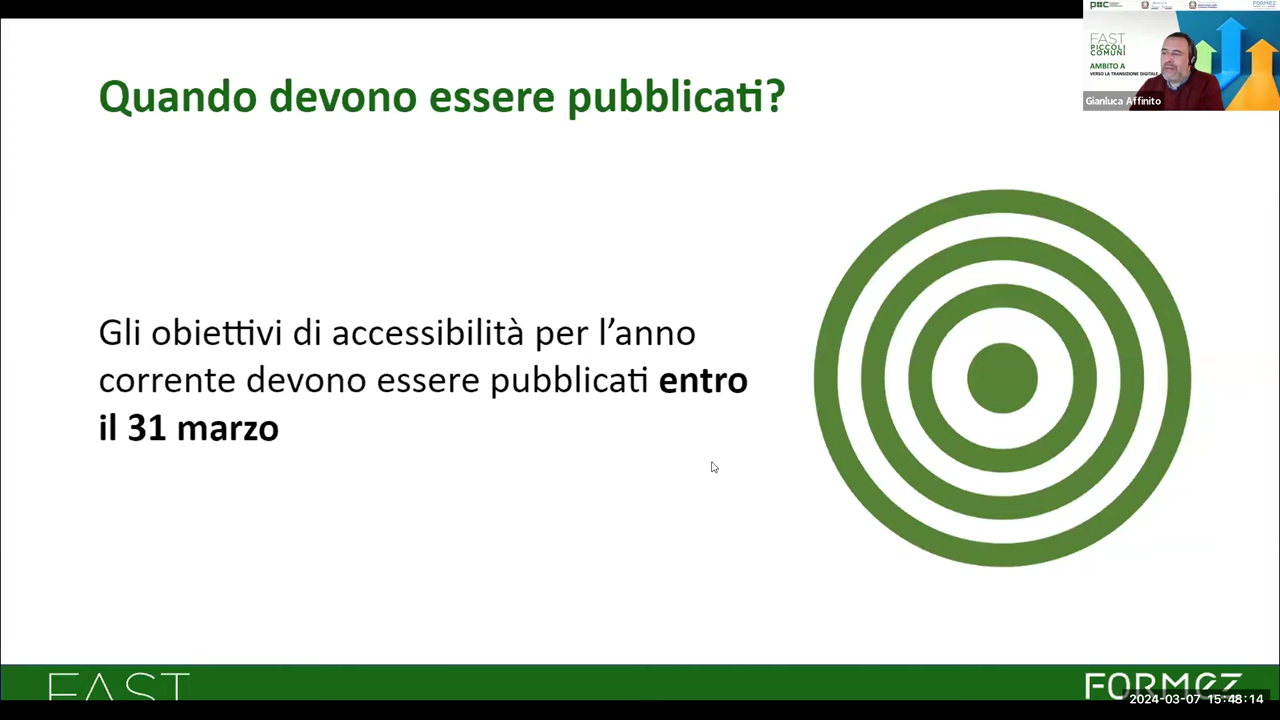 Quando devono essere pubblicati?
Gli obiettivi di accessibilità per l’anno
corrente devono essere pubblicati entro
il 31 marzo
FAST
PICCOLI
COMUNI
AMBITO A
VERSO LA TRANSIZIONE DIGITALE
Gianluca Affinito
FORMEZ
FAST
FORMEZ
2024-03-07 15:48:14